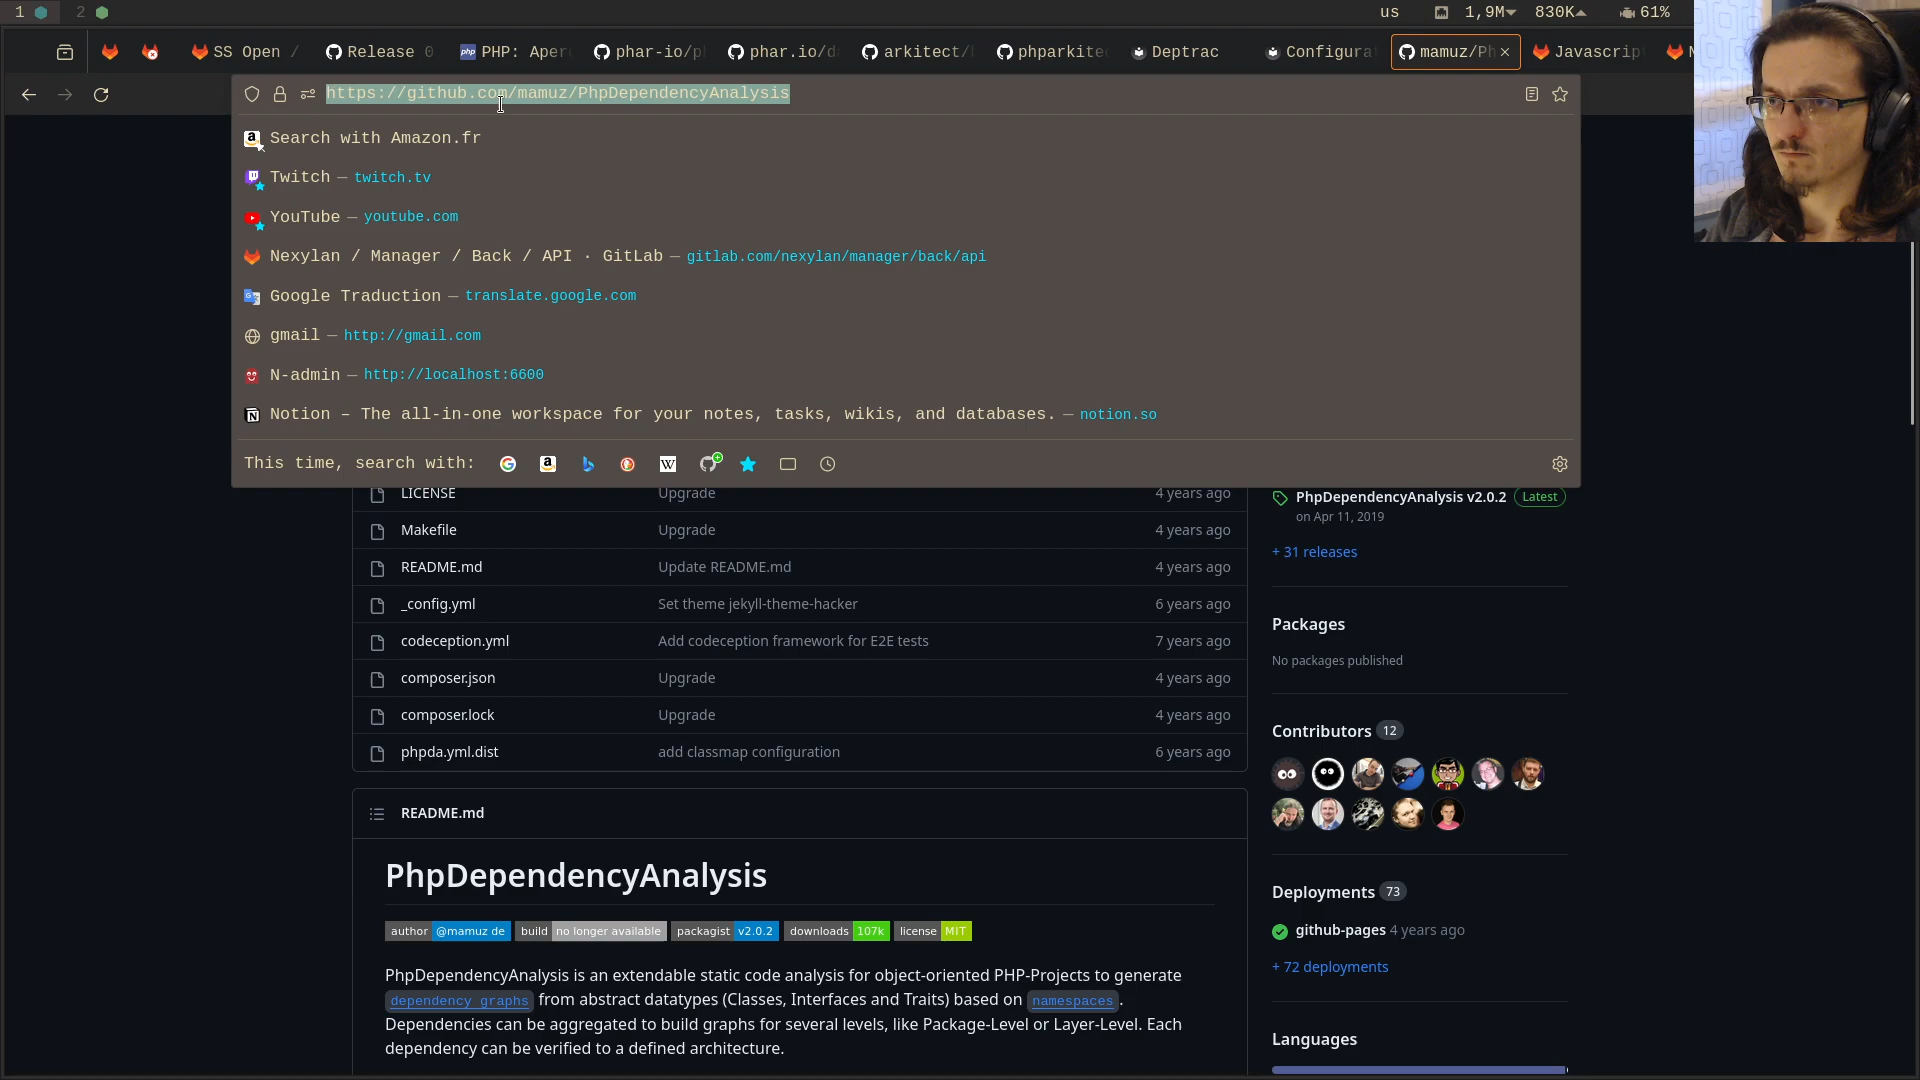 1 2 us 1,9M 830K 61%
SS Open / Release 0 PHP: Aper phar-io/p phar.io/d arkitect/ phparkite Deptrac Configura mamuz/Ph Javascrip
https://github.com/mamuz/PhpDependencyAnalysis
Search with Amazon.fr
Twitch — twitch.tv
YouTube — youtube.com
Nexylan / Manager / Back / API · GitLab — gitlab.com/nexylan/manager/back/api
Google Traduction — translate.google.com
gmail — http://gmail.com
N-admin — http://localhost:6600
Notion – The all-in-one workspace for your notes, tasks, wikis, and databases. — notion.so
This time, search with:
LICENSE Upgrade 4 years ago
Makefile Upgrade 4 years ago
README.md Update README.md 4 years ago
_config.yml Set theme jekyll-theme-hacker 6 years ago
codeception.yml Add codeception framework for E2E tests 7 years ago
composer.json Upgrade 4 years ago
composer.lock Upgrade 4 years ago
phpda.yml.dist add classmap configuration 6 years ago
README.md
PhpDependencyAnalysis
author @mamuz de build no longer available packagist v2.0.2 downloads 107k license MIT
PhpDependencyAnalysis is an extendable static code analysis for object-oriented PHP-Projects to generate
dependency graphs from abstract datatypes (Classes, Interfaces and Traits) based on namespaces.
Dependencies can be aggregated to build graphs for several levels, like Package-Level or Layer-Level. Each
dependency can be verified to a defined architecture.
PhpDependencyAnalysis v2.0.2 Latest
on Apr 11, 2019
+ 31 releases
Packages
No packages published
Contributors 12
Deployments 73
github-pages 4 years ago
+ 72 deployments
Languages